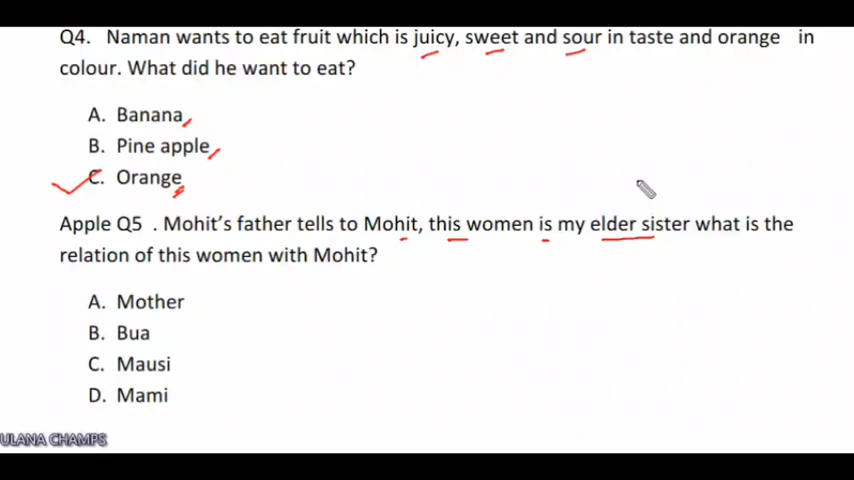 Q4. Naman wants to eat fruit which is juicy, sweet and sour in taste and orange in
colour. What did he want to eat?
A. Banana
B. Pine apple
C. Orange
Apple Q5 . Mohit's father tells to Mohit, this women is my elder sister what is the
relation of this women with Mohit?
A. Mother
B. Bua
C. Mausi
D. Mami
ULANA CHAMPS